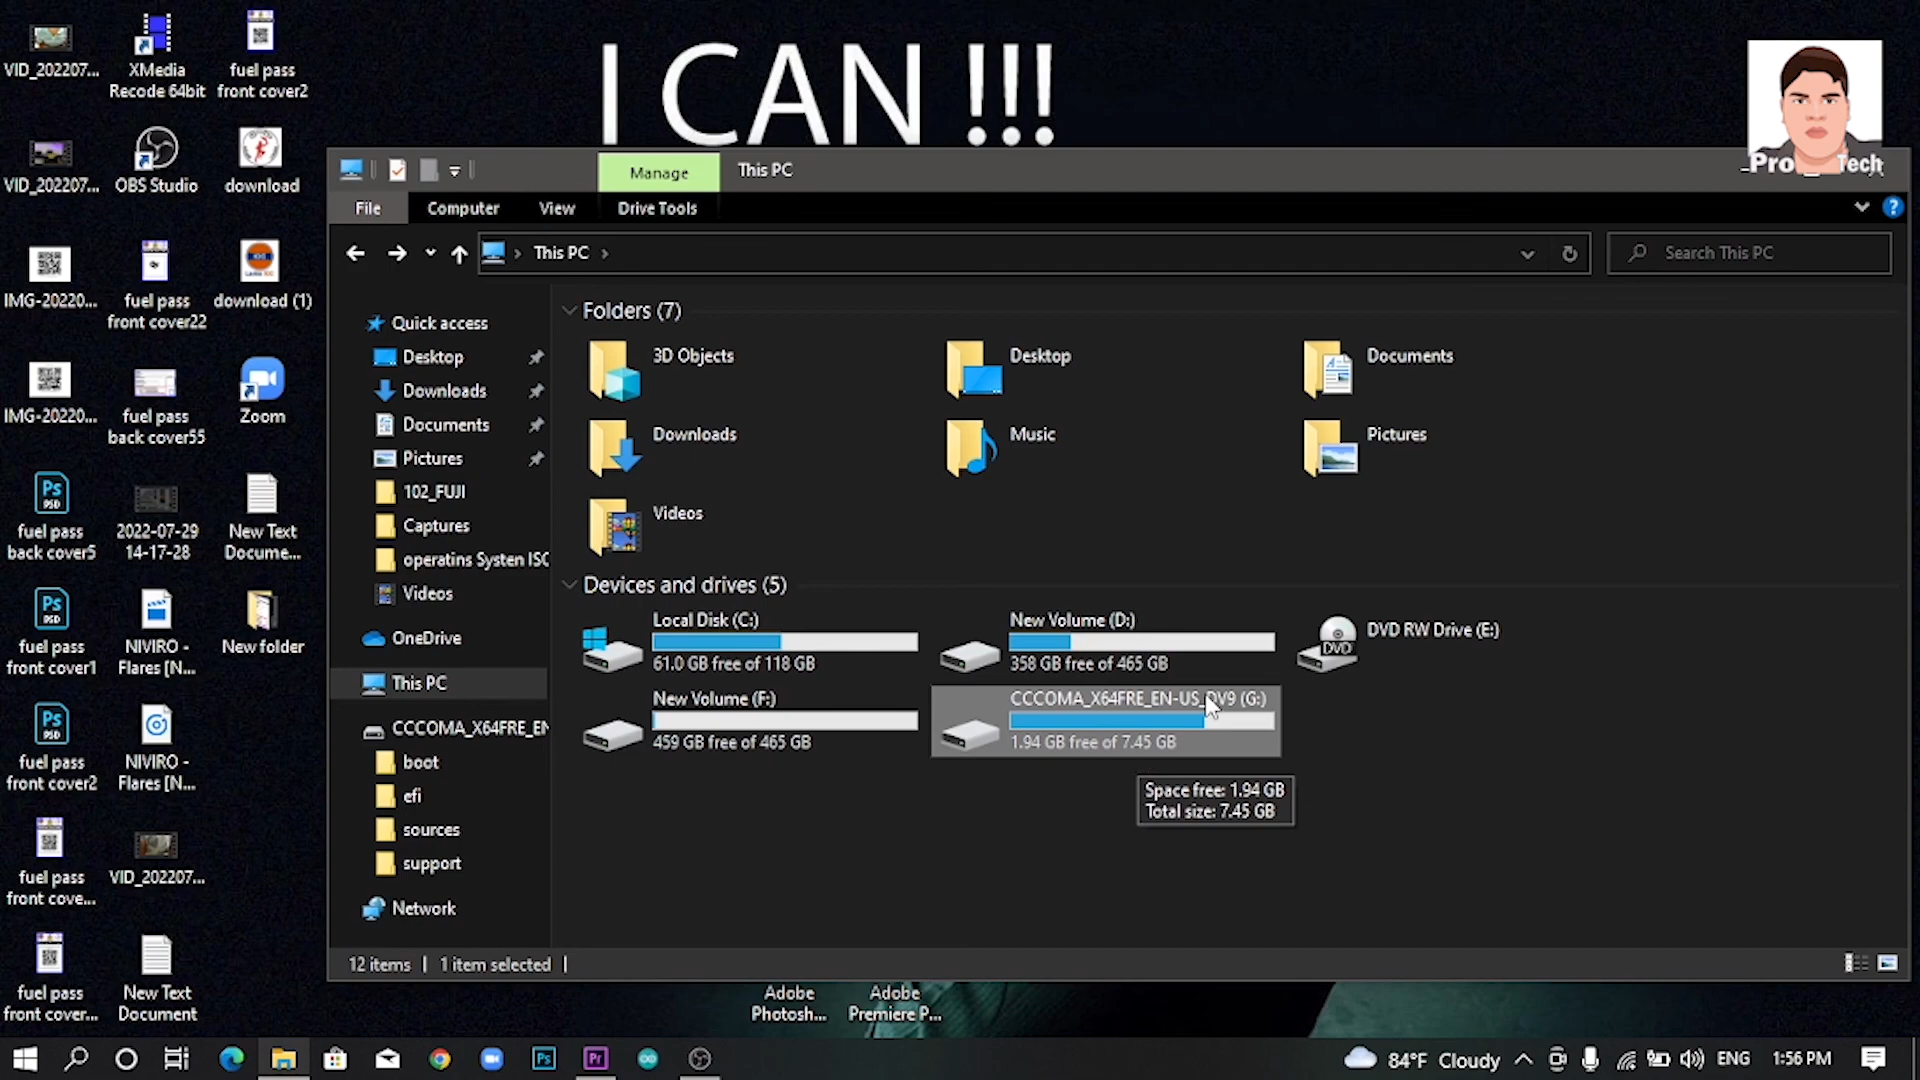 I CAN !!!
Pro_Tech
VID_202207...
XMedia
Recode 64bit
fuel pass
front cover2
VID_202207...
OBS Studio
download
IMG-20220...
fuel pass
front cover22
download (1)
IMG-20220...
fuel pass
back cover55
Zoom
fuel pass
back cover5
2022-07-29
14-17-28
New Text
Docume...
fuel pass
front cover1
NIVIRO -
Flares [N...
New folder
fuel pass
front cover2
NIVIRO -
Flares [N...
fuel pass
front cove...
VID_202207...
fuel pass
front cover...
New Text
Document
Manage
This PC
File
Computer
View
Drive Tools
This PC
Search This PC
Quick access
Desktop
Downloads
Documents
Pictures
102_FUJI
Captures
operatins Systen ISO
Videos
OneDrive
This PC
CCCOMA_X64FRE_EN
boot
efi
sources
support
Network
Folders (7)
3D Objects
Desktop
Documents
Downloads
Music
Pictures
Videos
Devices and drives (5)
Local Disk (C:)
61.0 GB free of 118 GB
New Volume (D:)
358 GB free of 465 GB
DVD RW Drive (E:)
New Volume (F:)
459 GB free of 465 GB
CCCOMA_X64FRE_EN-US_DV9 (G:)
1.94 GB free of 7.45 GB
Space free: 1.94 GB
Total size: 7.45 GB
12 items
1 item selected
Adobe
Photosh...
Adobe
Premiere P...
84°F Cloudy
ENG
1:56 PM